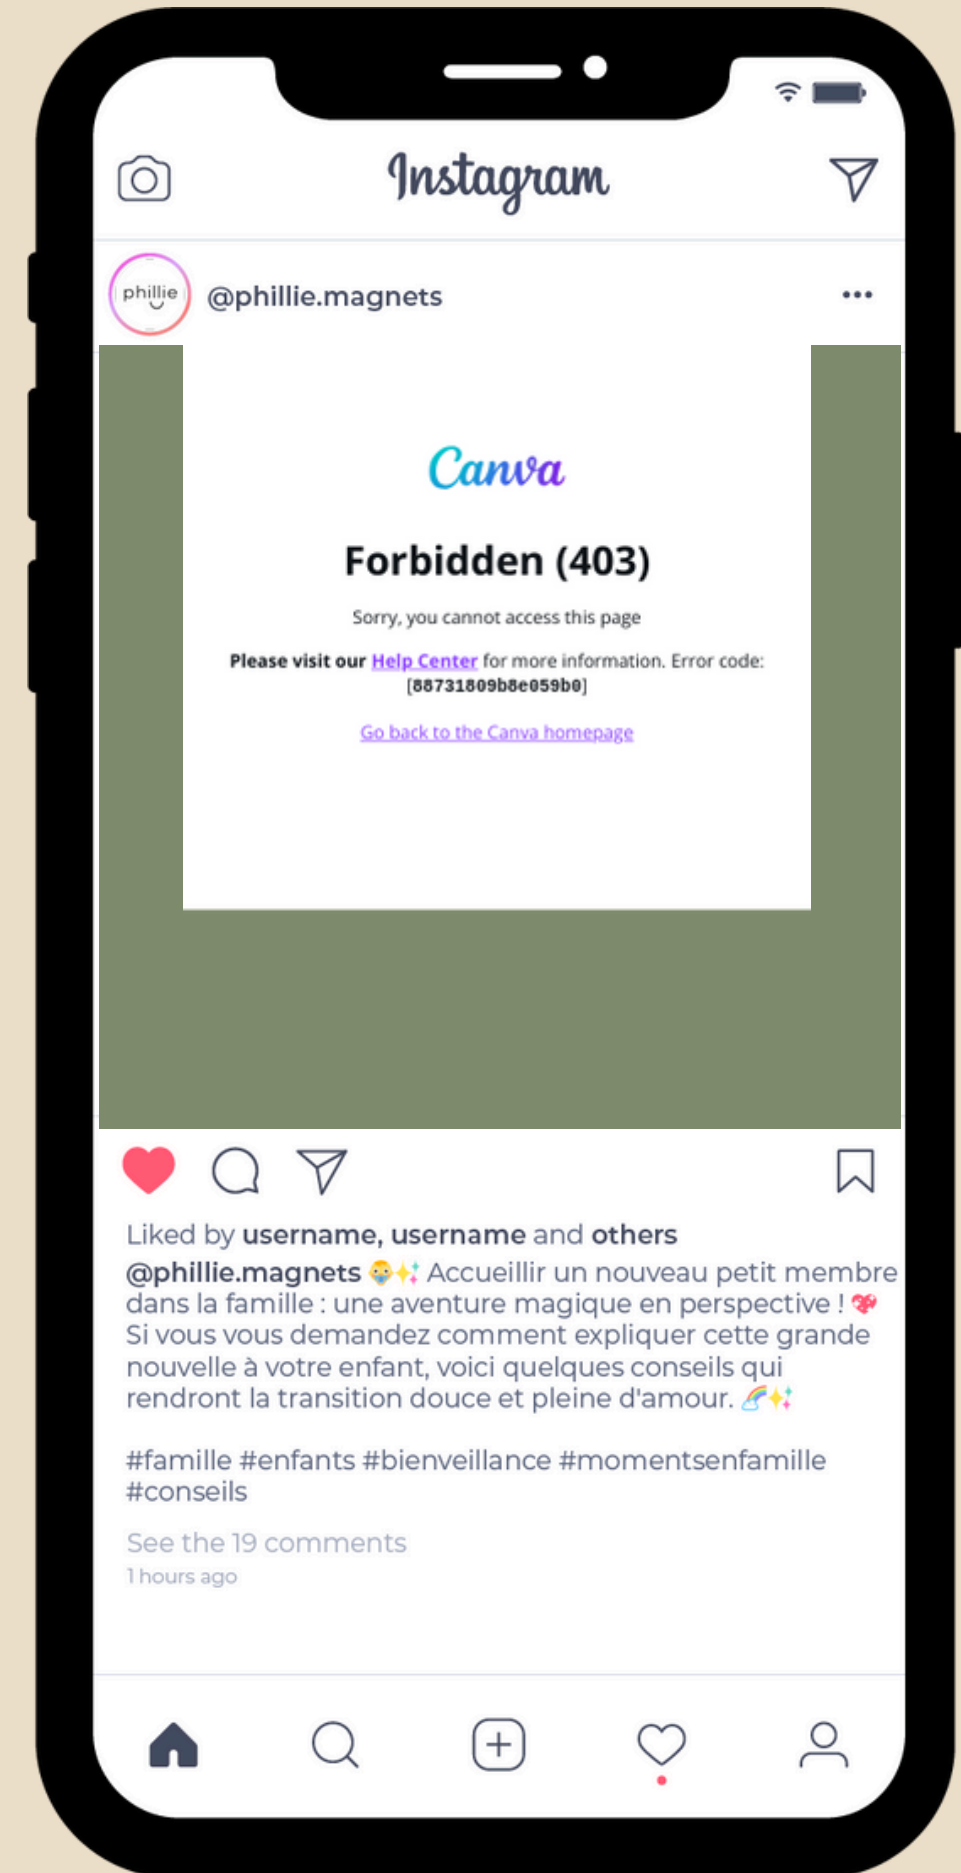 Instagram
phillie
@phillie.magnets
Canva
Forbidden (403)
Sorry, you cannot access this page
Please visit our Help Center for more information. Error code:
[88731809b8e059b0]
Go back to the Canva homepage
Liked by username, username and others
@phillie.magnets 👶✨ Accueillir un nouveau petit membre
dans la famille : une aventure magique en perspective ! 💖
Si vous vous demandez comment expliquer cette grande
nouvelle à votre enfant, voici quelques conseils qui
rendront la transition douce et pleine d'amour. 🌈✨
#famille #enfants #bienveillance #momentsenfamille
#conseils
See the 19 comments
1 hours ago